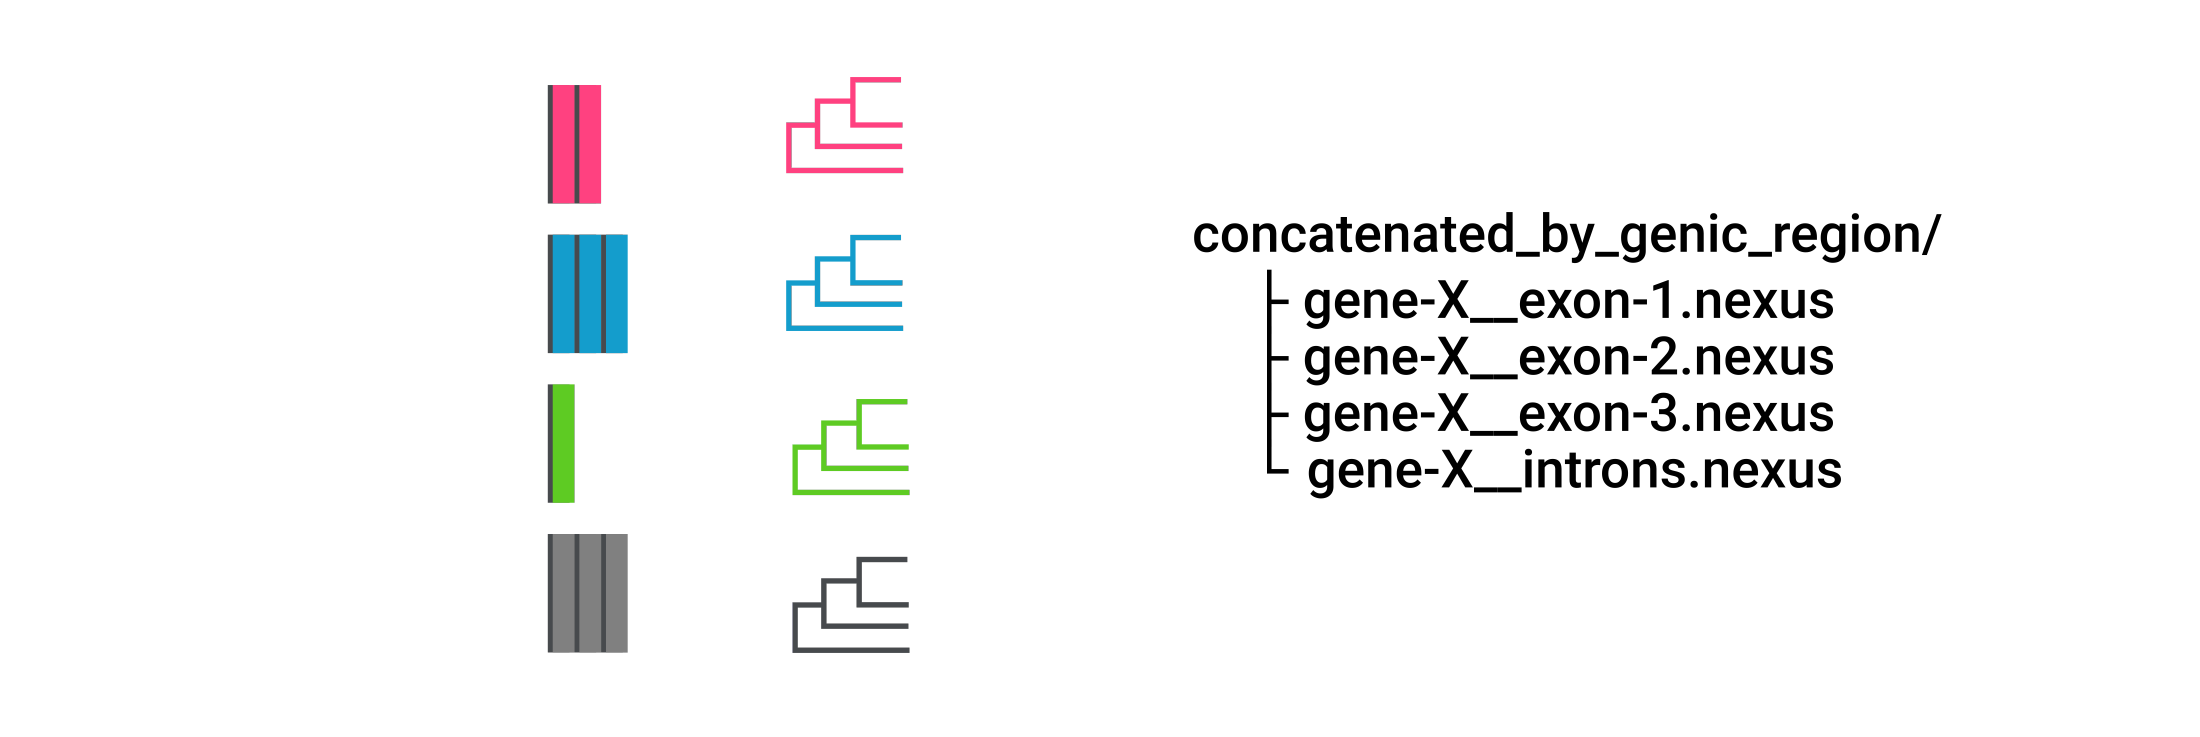 concatenated_by_genic_region/
gene-X__exon-1.nexus
gene-X__exon-2.nexus
gene-X__exon-3.nexus
gene-X__introns.nexus